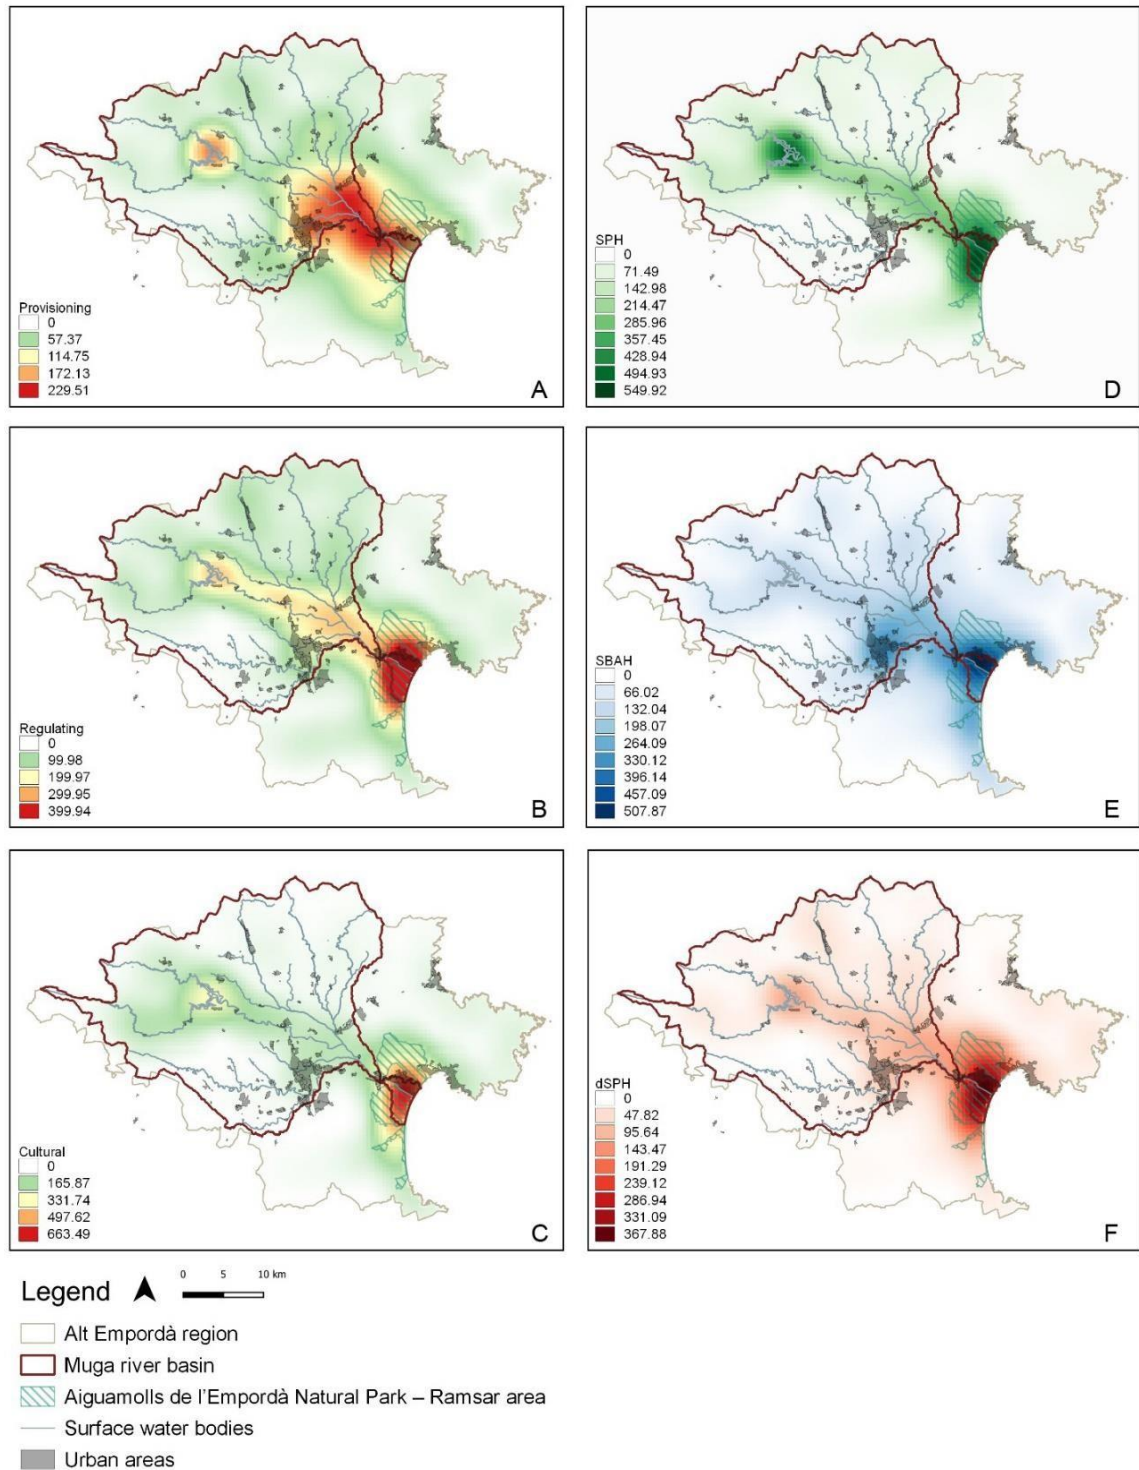 Provisioning
0
57.37
114.75
172.13
229.51
A
SPH
0
71.49
142.98
214.47
285.96
357.45
428.94
494.93
549.92
D
Regulating
0
99.98
199.97
299.95
399.94
B
SBAH
0
66.02
132.04
198.07
264.09
330.12
396.14
457.09
507.87
E
Cultural
0
165.87
331.74
497.62
663.49
C
dSPH
0
47.82
95.64
143.47
191.29
239.12
286.94
331.09
367.88
F
Legend
0 5 10 km
Alt Empordà region
Muga river basin
Aiguamolls de l'Empordà Natural Park – Ramsar area
Surface water bodies
Urban areas